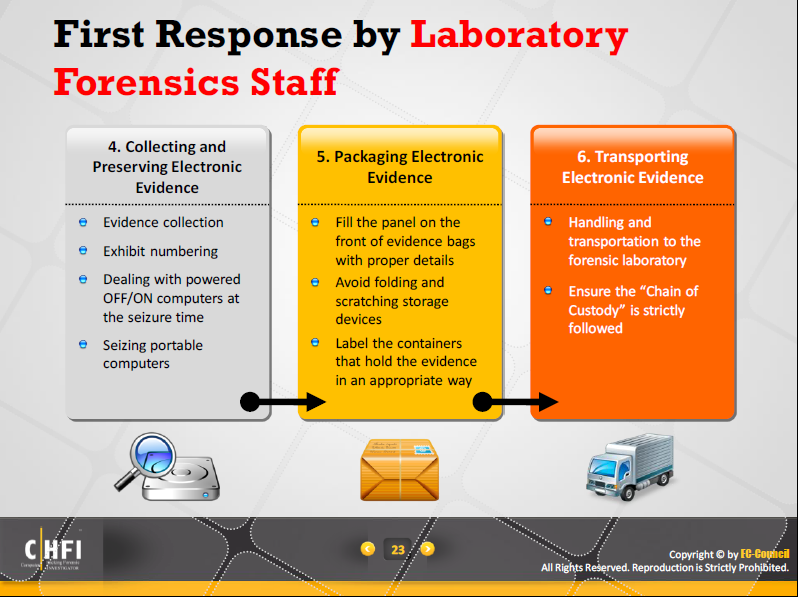 First Response by Laboratory
Forensics Staff
4. Collecting and
Preserving Electronic
Evidence
Evidence collection
Exhibit numbering
Dealing with powered
OFF/ON computers at
the seizure time
Seizing portable
computers
5. Packaging Electronic
Evidence
Fill the panel on the
front of evidence bags
with proper details
Avoid folding and
scratching storage
devices
Label the containers
that hold the evidence
in an appropriate way
6. Transporting
Electronic Evidence
Handling and
transportation to the
forensic laboratory
Ensure the “Chain of
Custody” is strictly
followed
CHFI
INVESTIGATOR
23
Copyright © by EC-Council
All Rights Reserved. Reproduction is Strictly Prohibited.